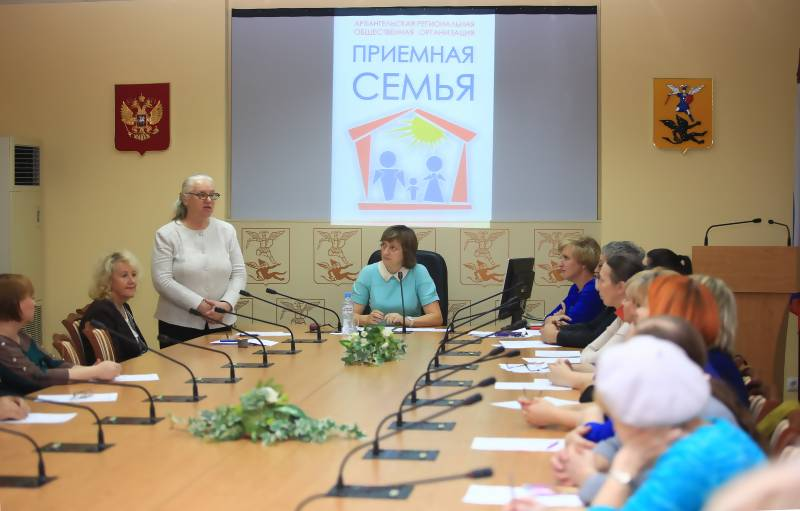 АРХАНГЕЛЬСКАЯ РЕГИОНАЛЬНАЯ
ОБЩЕСТВЕННАЯ ОРГАНИЗАЦИЯ
ПРИЕМНАЯ
СЕМЬЯ